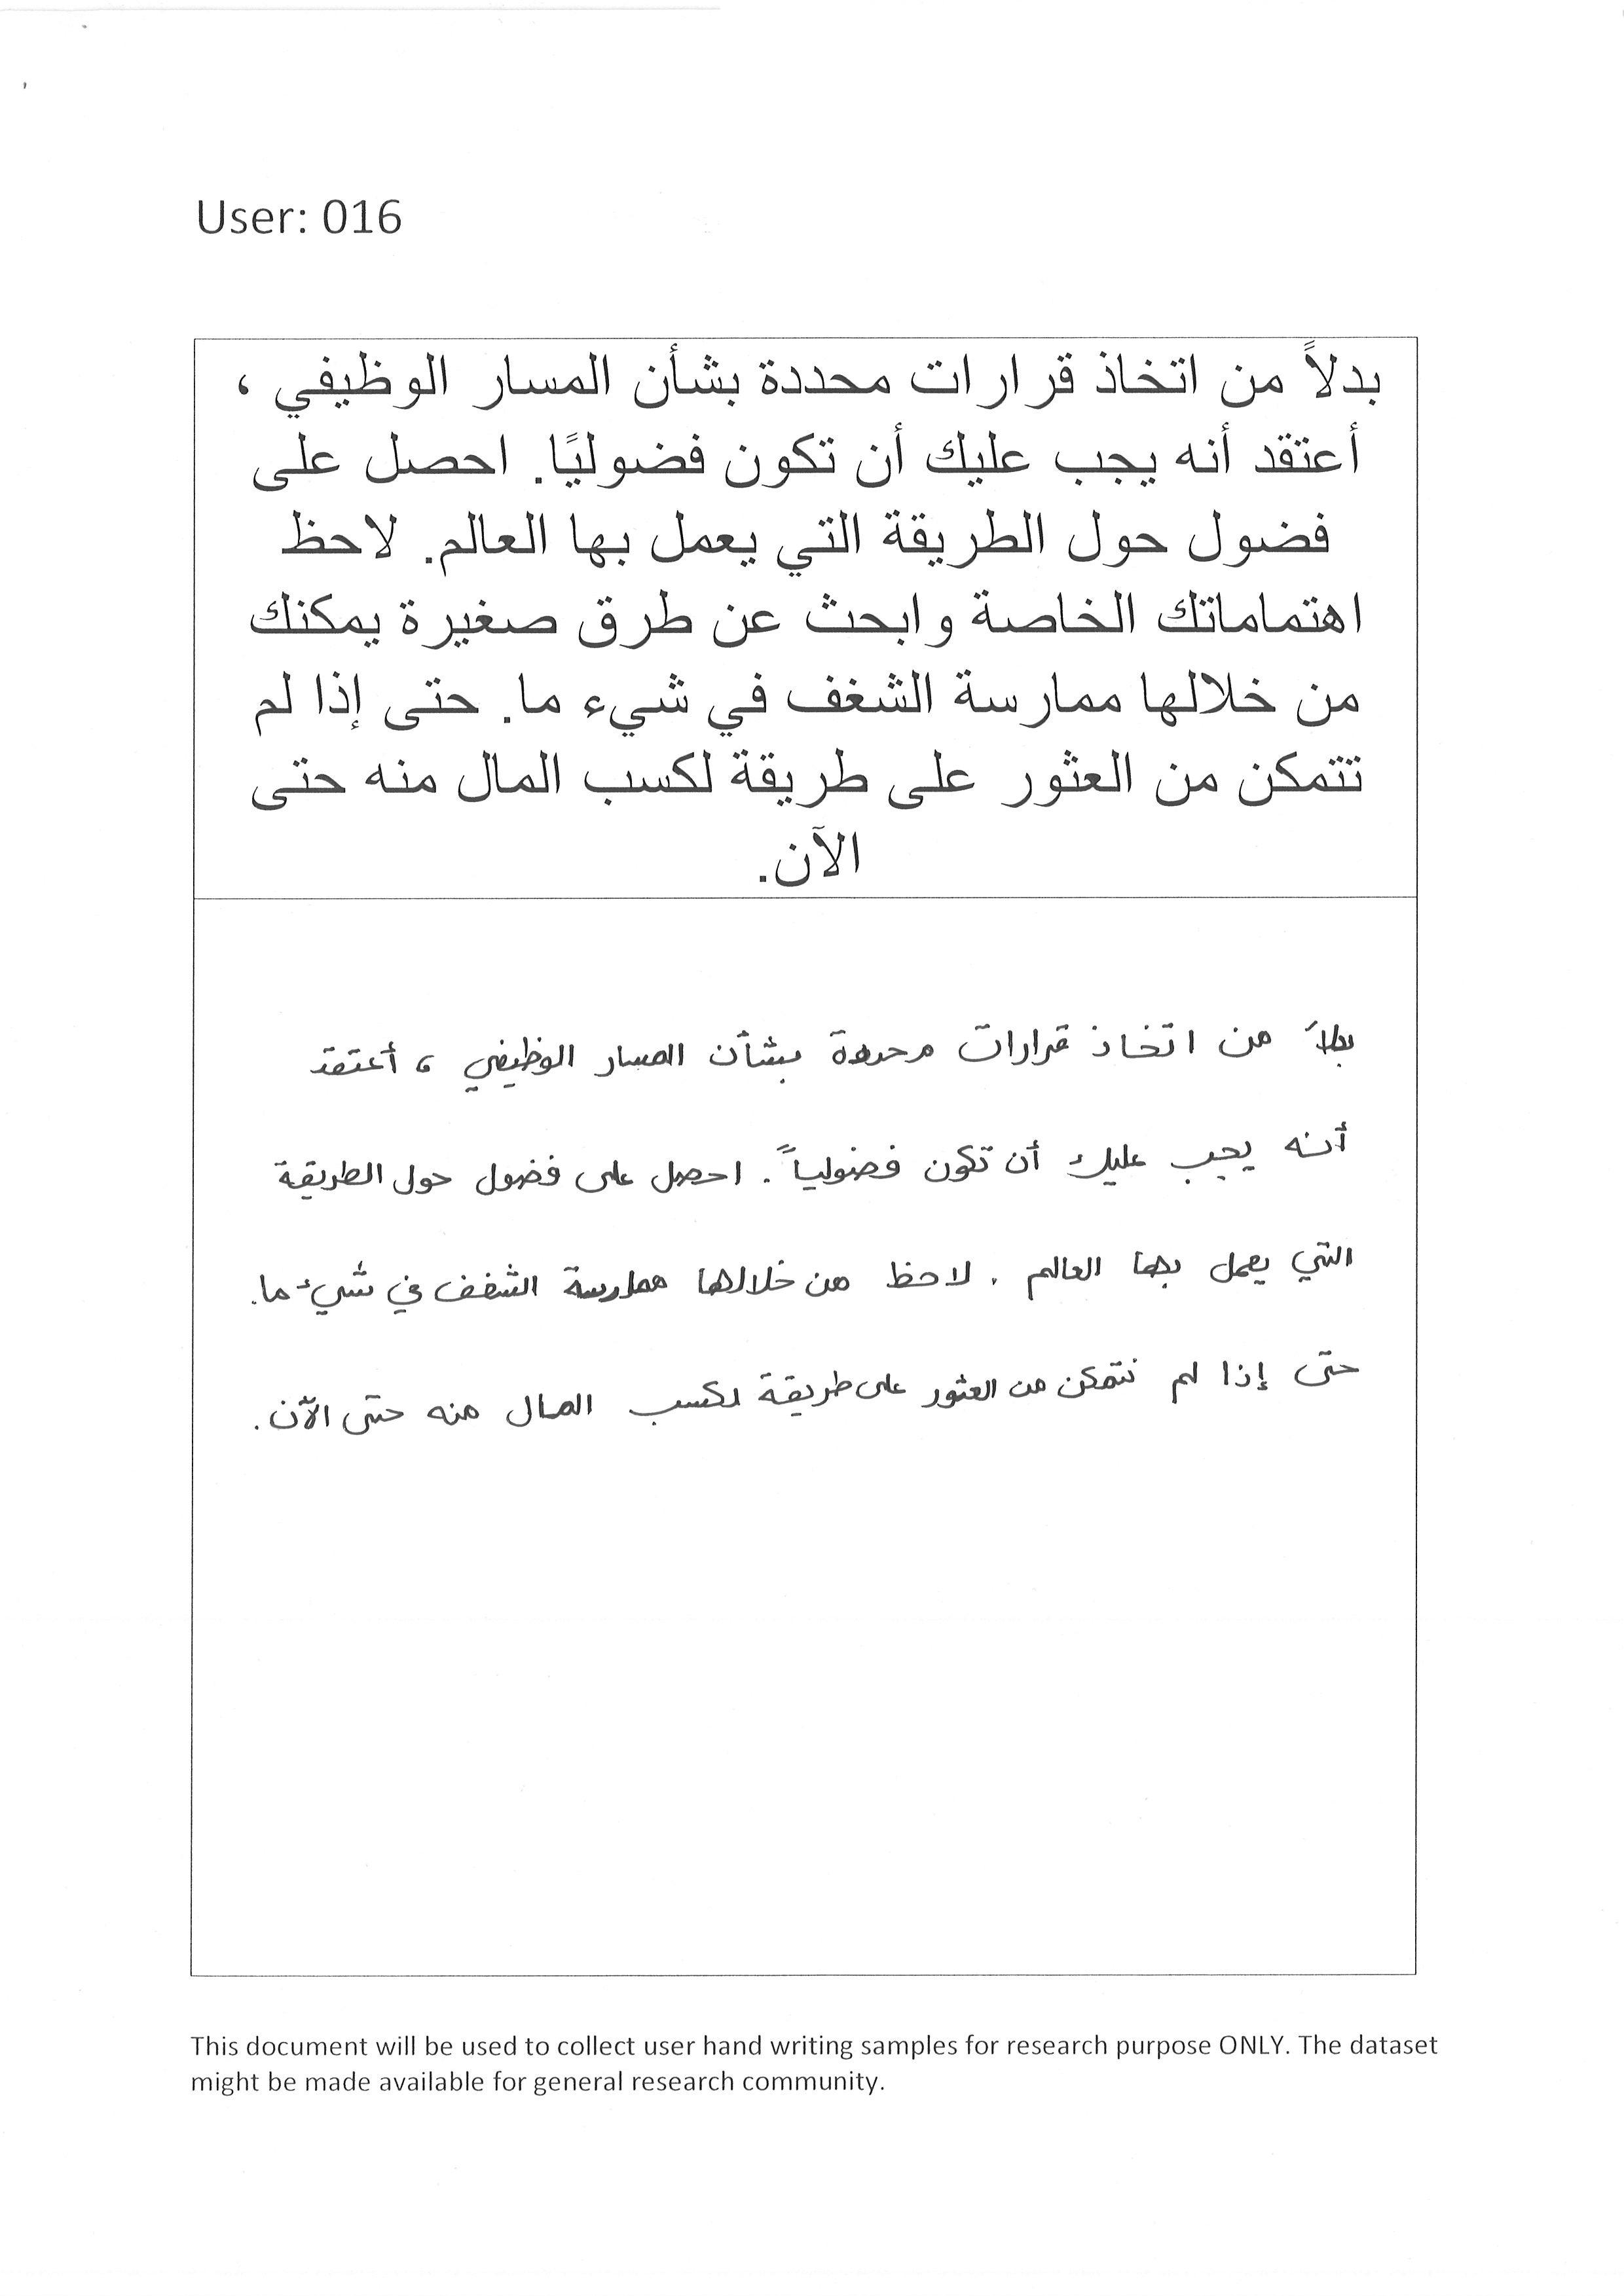 User: 016
بدلاً من اتخاذ قرارات محددة بشأن المسار الوظيفي ،
أعتقد أنه يجب عليك أن تكون فضوليًا. احصل على
فضول حول الطريقة التي يعمل بها العالم. لاحظ
اهتماماتك الخاصة وابحث عن طرق صغيرة يمكنك
من خلالها ممارسة الشغف في شيء ما. حتى إذا لم
تتمكن من العثور على طريقة لكسب المال منه حتى
الآن.
بدلاً من اتخاذ قرارات محددة بشأن المسار الوظيفي ، أعتقد
أنه يجب عليك أن تكون فضولياً . احصل على فضول حول الطريقة
التي يعمل بها العالم . لاحظ من خلالها ممارسة الشغف في شيء ما.
حتى إذا لم تتمكن من العثور على طريقة لكسب المال منه حتى الآن.
This document will be used to collect user hand writing samples for research purpose ONLY. The dataset
might be made available for general research community.